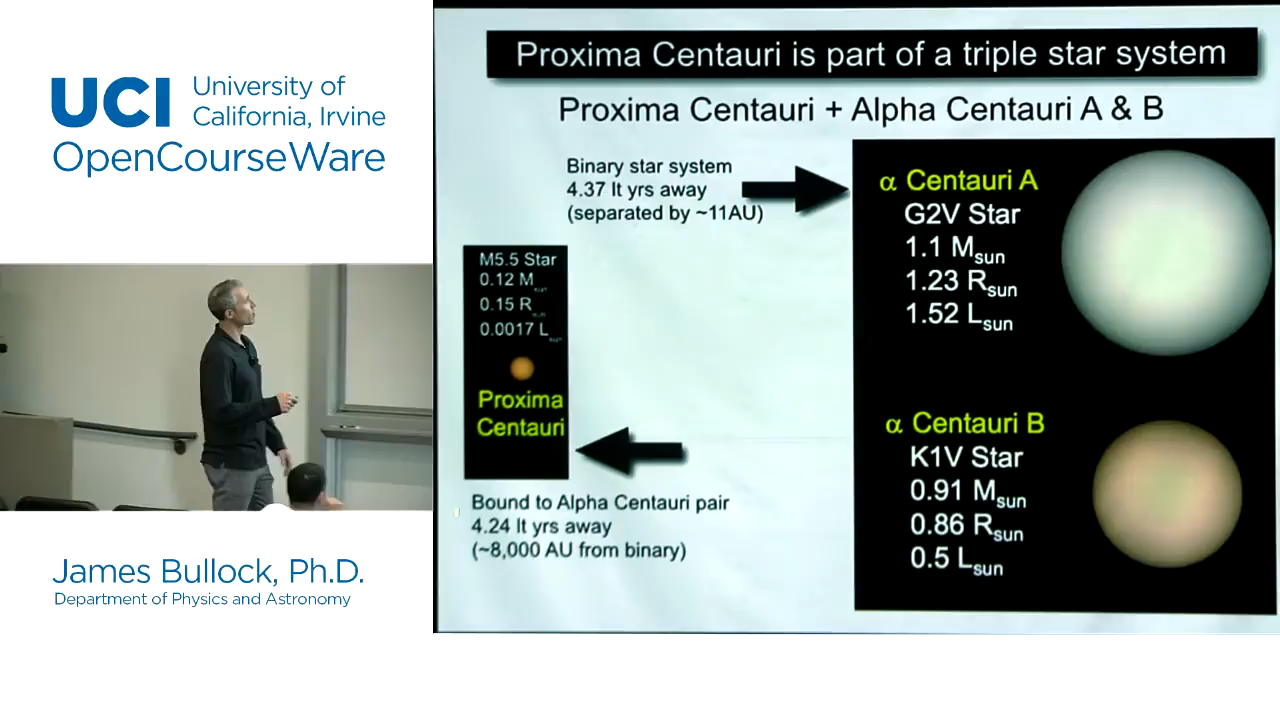 UCI
University of
California, Irvine
OpenCourseWare
James Bullock, Ph.D.
Department of Physics and Astronomy
Proxima Centauri is part of a triple star system
Proxima Centauri + Alpha Centauri A & B
Binary star system
4.37 lt yrs away
(separated by ~11AU)
α Centauri A
G2V Star
1.1 Msun
1.23 Rsun
1.52 Lsun
M5.5 Star
0.12 Msun
0.15 Rsun
0.0017 Lsun
Proxima
Centauri
Bound to Alpha Centauri pair
4.24 lt yrs away
(~8,000 AU from binary)
α Centauri B
K1V Star
0.91 Msun
0.86 Rsun
0.5 Lsun